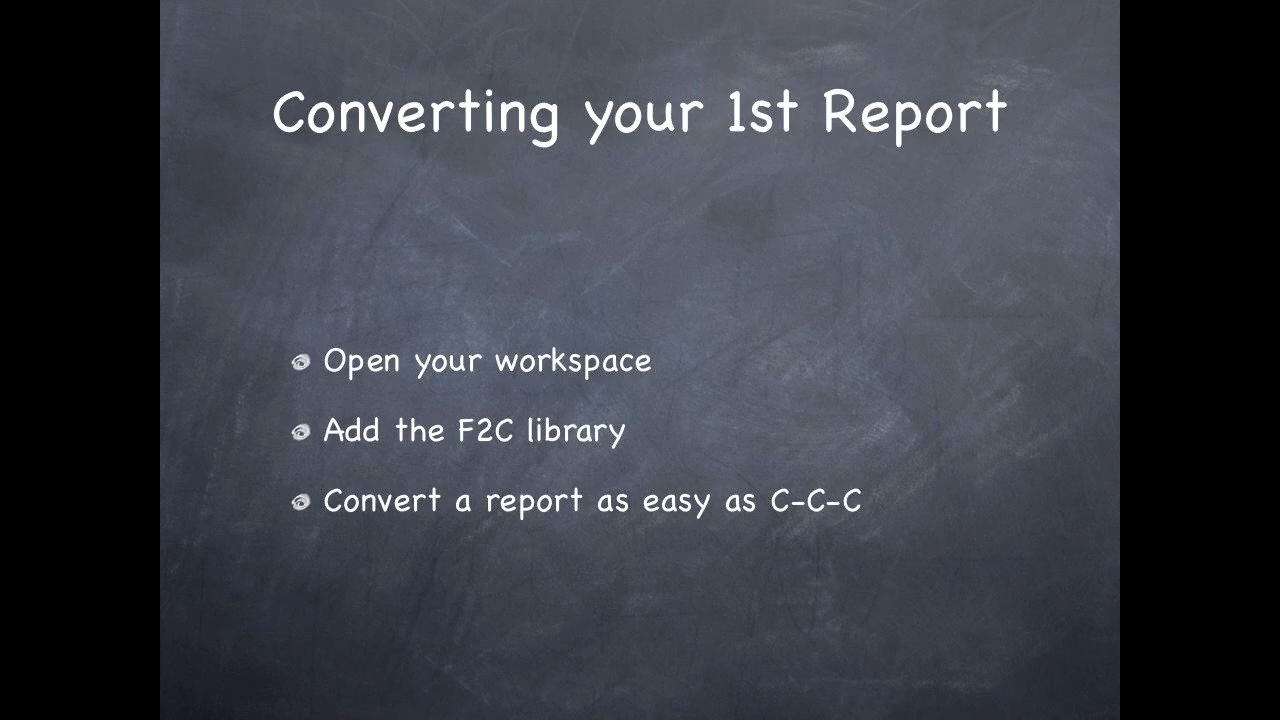 Converting your 1st Report
Open your workspace
Add the F2C library
Convert a report as easy as C-C-C